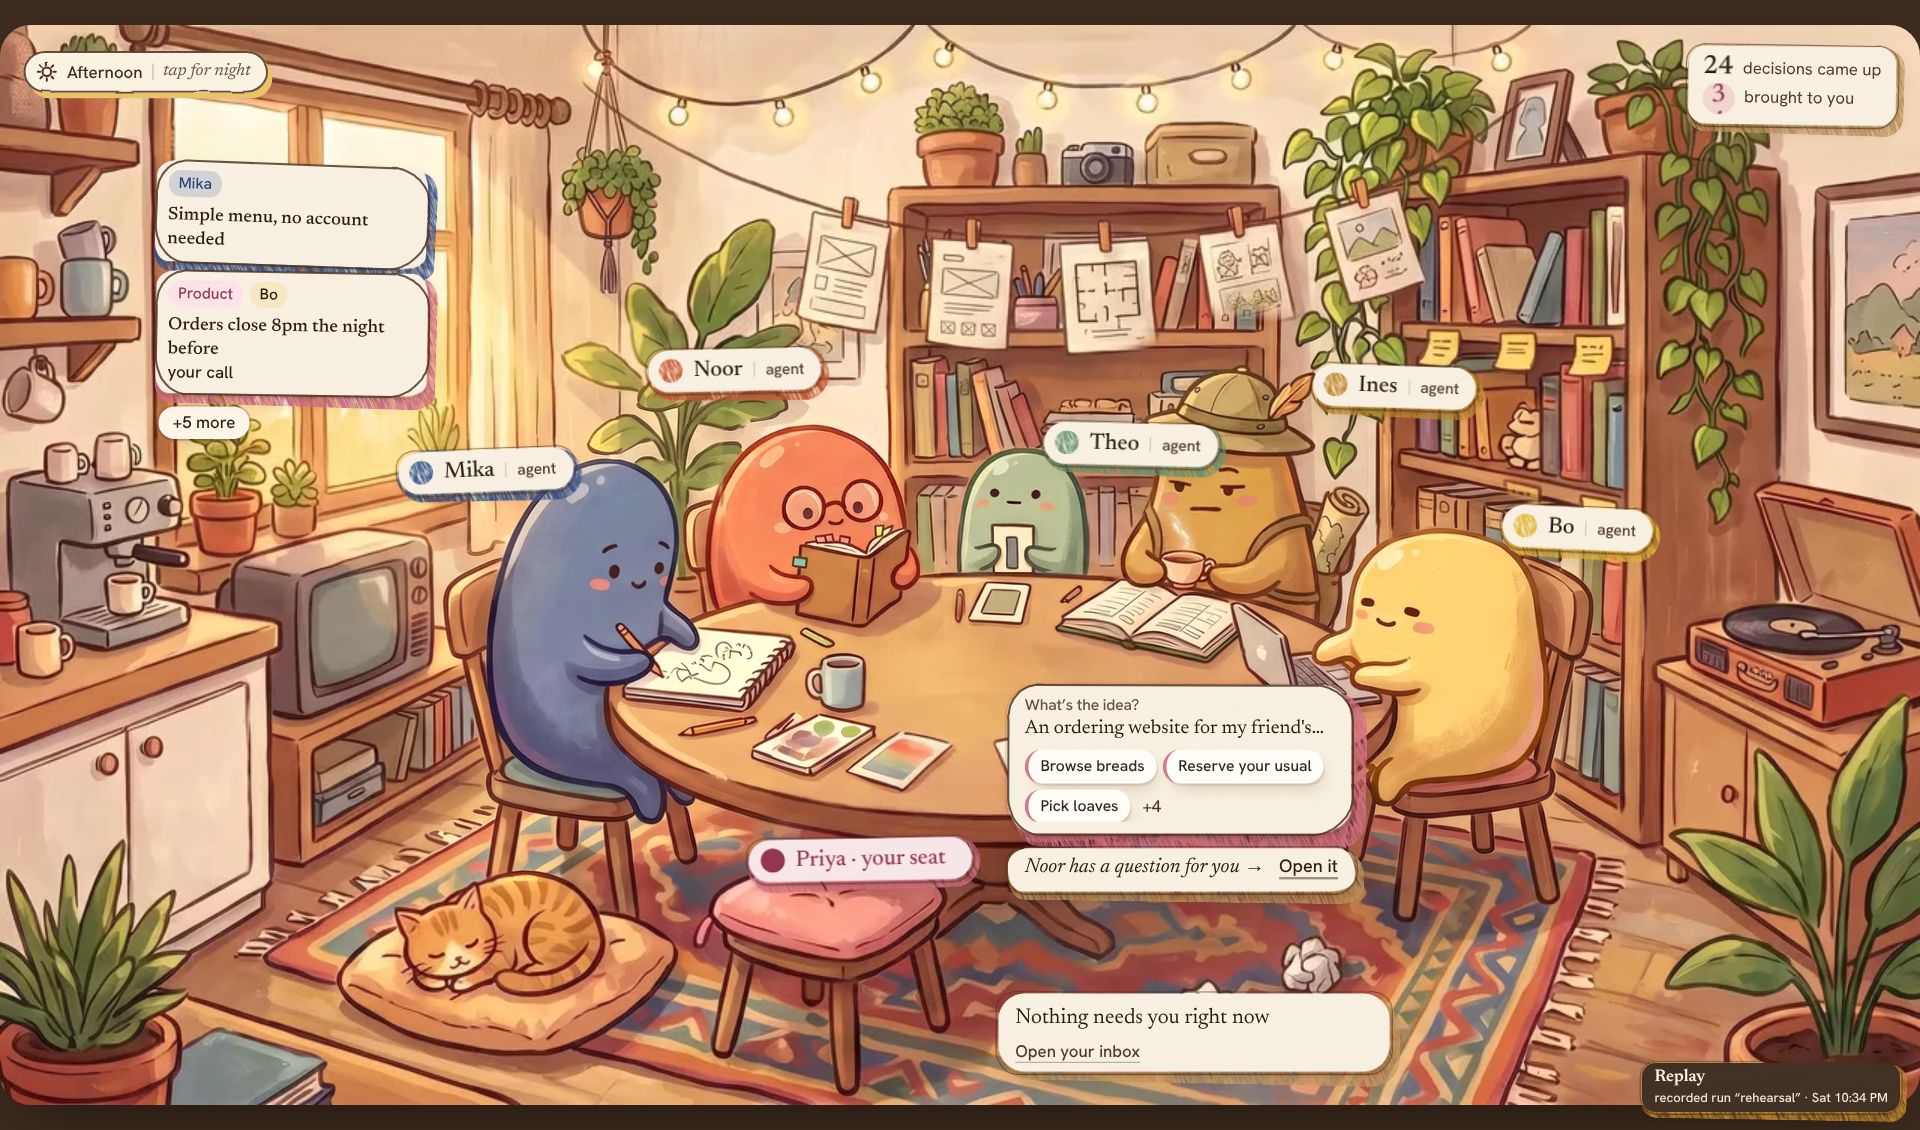 Afternoon | tap for night
24 decisions came up
3 brought to you
Mika
Simple menu, no account
needed
Product Bo
Orders close 8pm the night
before
your call
+5 more
Noor | agent
Ines | agent
Theo | agent
Mika | agent
Bo | agent
What's the idea?
An ordering website for my friend's...
Browse breads Reserve your usual
Pick loaves +4
Priya · your seat
Noor has a question for you → Open it
Nothing needs you right now
Open your inbox
Replay
recorded run “rehearsal” · Sat 10:34 PM